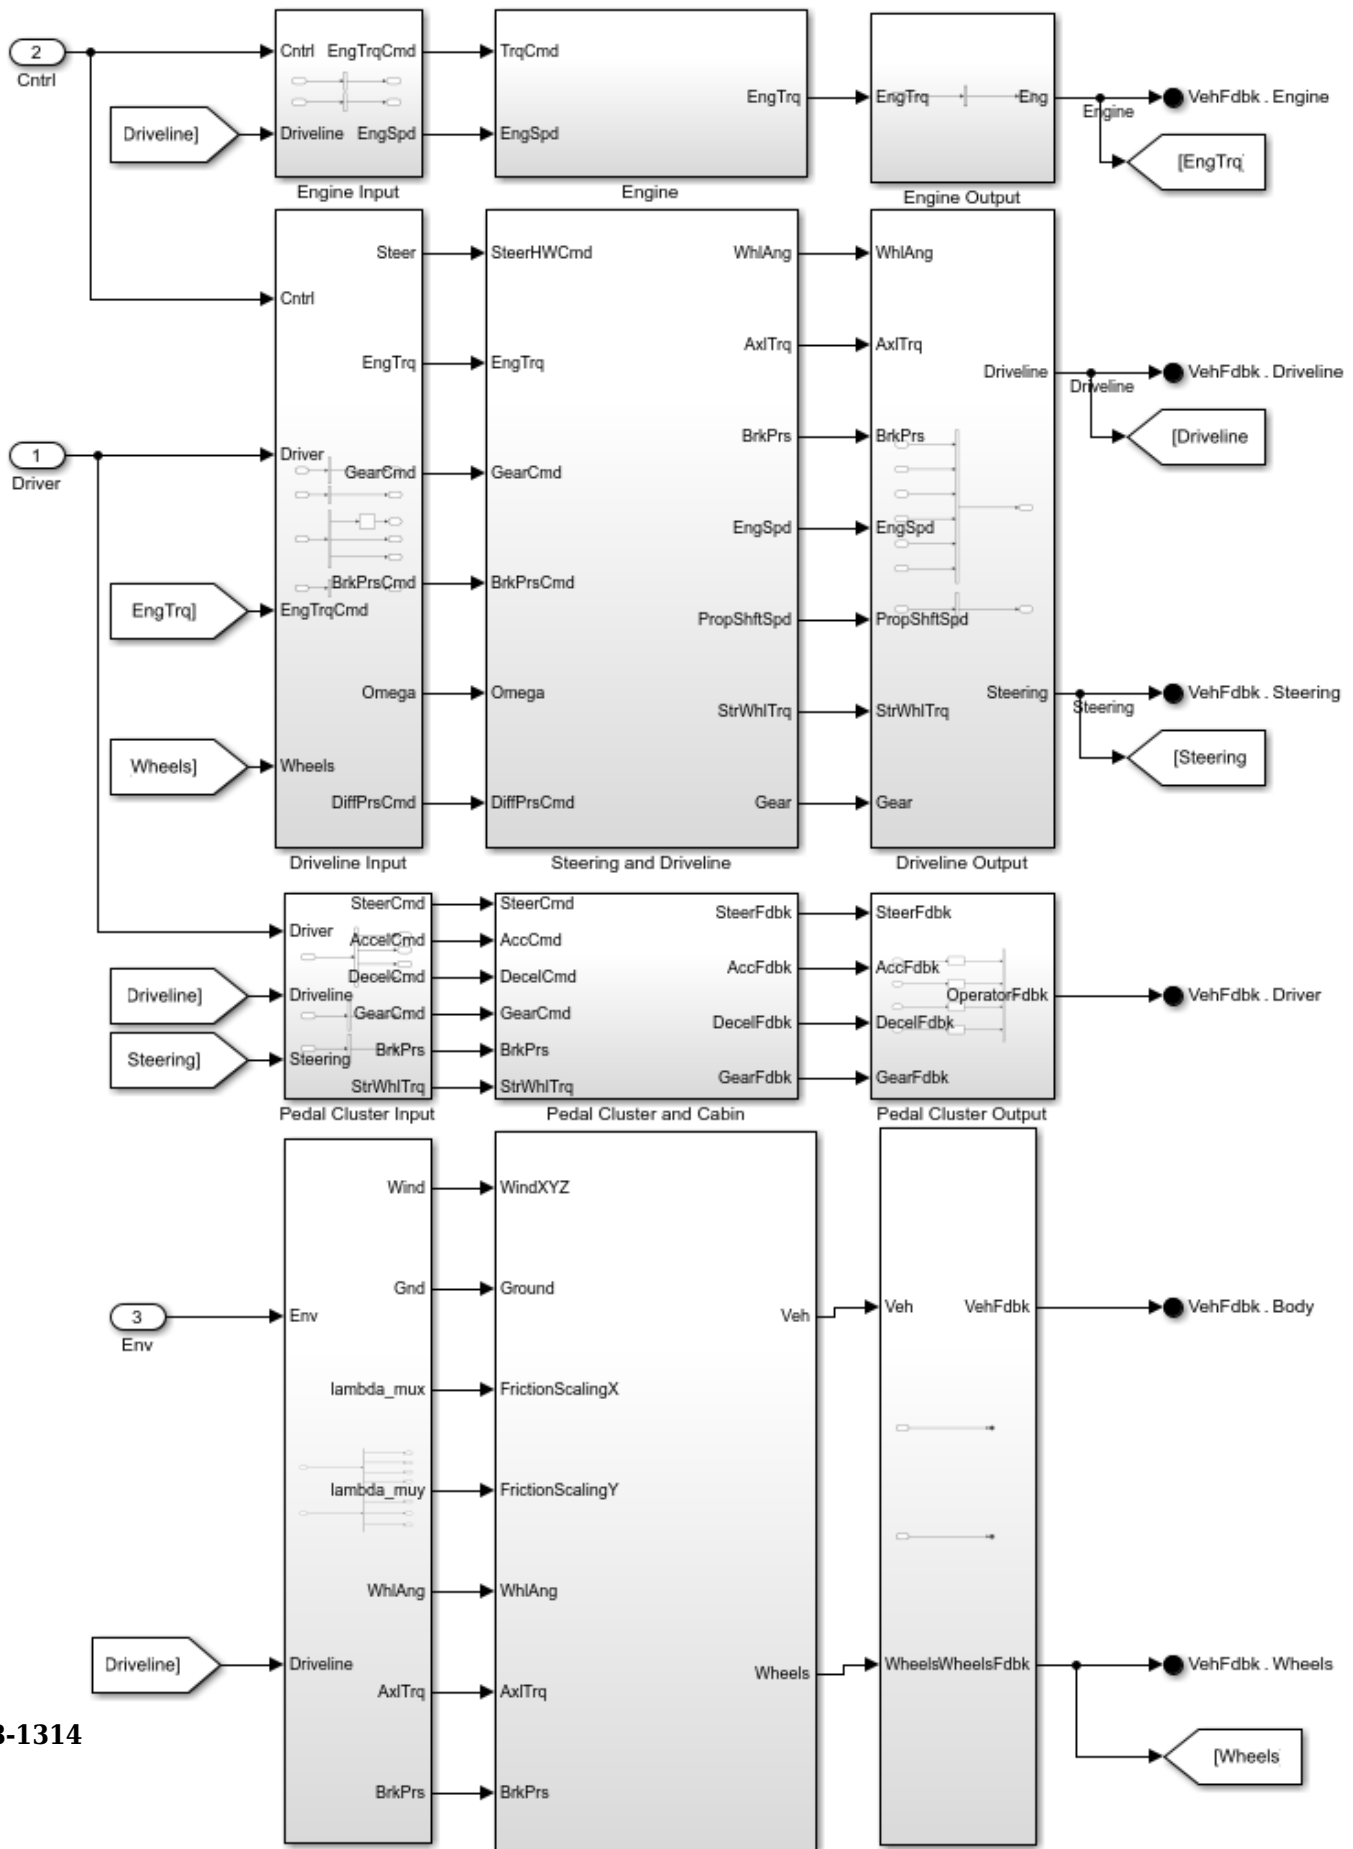 2
Cntrl
Driveline]
Cntrl EngTrqCmd
Driveline EngSpd
Engine Input
TrqCmd
EngTrq
EngSpd
Engine
EngTrq Eng
Engine Output
Engine
VehFdbk . Engine
[EngTrq
Steer
Cntrl
EngTrq
Driver
GearCmd
BrkPrsCmd
EngTrqCmd
Omega
Wheels
DiffPrsCmd
Driveline Input
1
Driver
EngTrq]
Wheels]
SteerHWCmd
EngTrq
GearCmd
BrkPrsCmd
Omega
DiffPrsCmd
WhlAng
AxlTrq
BrkPrs
EngSpd
PropShftSpd
StrWhlTrq
Gear
Steering and Driveline
WhlAng
AxlTrq
BrkPrs
EngSpd
PropShftSpd
StrWhlTrq
Gear
Driveline
Steering
Driveline Output
Driveline
VehFdbk . Driveline
[Driveline
Steering
VehFdbk . Steering
[Steering
Driveline]
Steering]
Driver
Driveline
Steering
SteerCmd
AccelCmd
DecelCmd
GearCmd
BrkPrs
StrWhlTrq
Pedal Cluster Input
SteerCmd
AccCmd
DecelCmd
GearCmd
BrkPrs
StrWhlTrq
SteerFdbk
AccFdbk
DecelFdbk
GearFdbk
Pedal Cluster and Cabin
SteerFdbk
AccFdbk
OperatorFdbk
DecelFdbk
GearFdbk
Pedal Cluster Output
VehFdbk . Driver
3
Env
Driveline]
Env
Driveline
Wind
Gnd
lambda_mux
lambda_muy
WhlAng
AxlTrq
BrkPrs
WindXYZ
Ground
FrictionScalingX
FrictionScalingY
WhlAng
AxlTrq
BrkPrs
Veh
Wheels
Veh VehFdbk
WheelsWheelsFdbk
VehFdbk . Body
VehFdbk . Wheels
[Wheels
3-1314